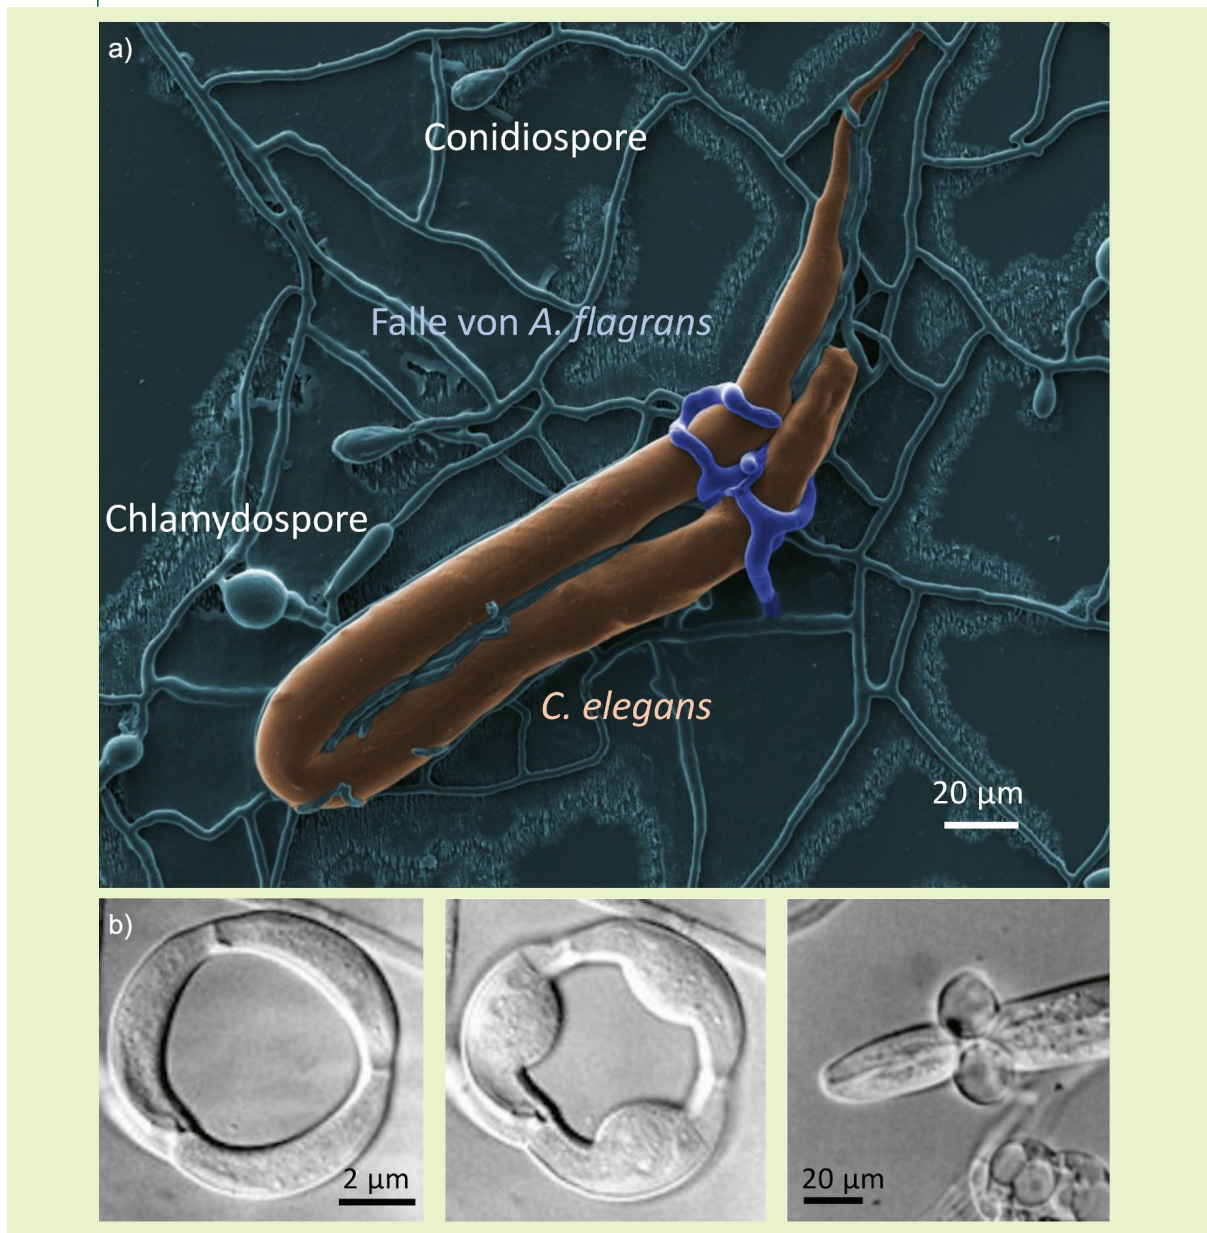 a)
Conidiospore
Falle von A. flagrans
Chlamydospore
C. elegans
20 µm
b)
2 µm
20 µm